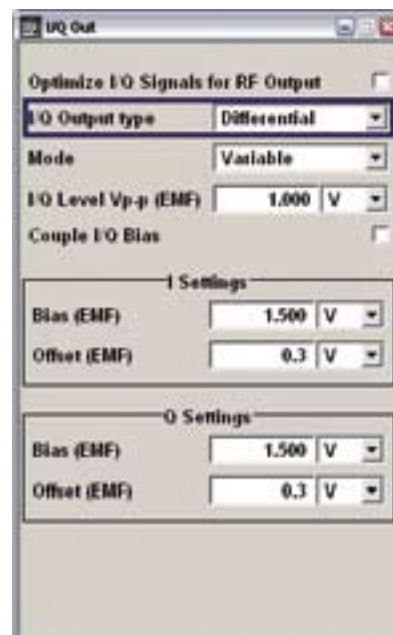 I/Q Out
Optimize I/Q Signals for RF Output
I/Q Output type Differential
Mode Variable
I/Q Level Vp-p (EMF) 1.000 V
Couple I/Q Bias
I Settings
Bias (EMF) 1.500 V
Offset (EMF) 0.3 V
Q Settings
Bias (EMF) 1.500 V
Offset (EMF) 0.3 V